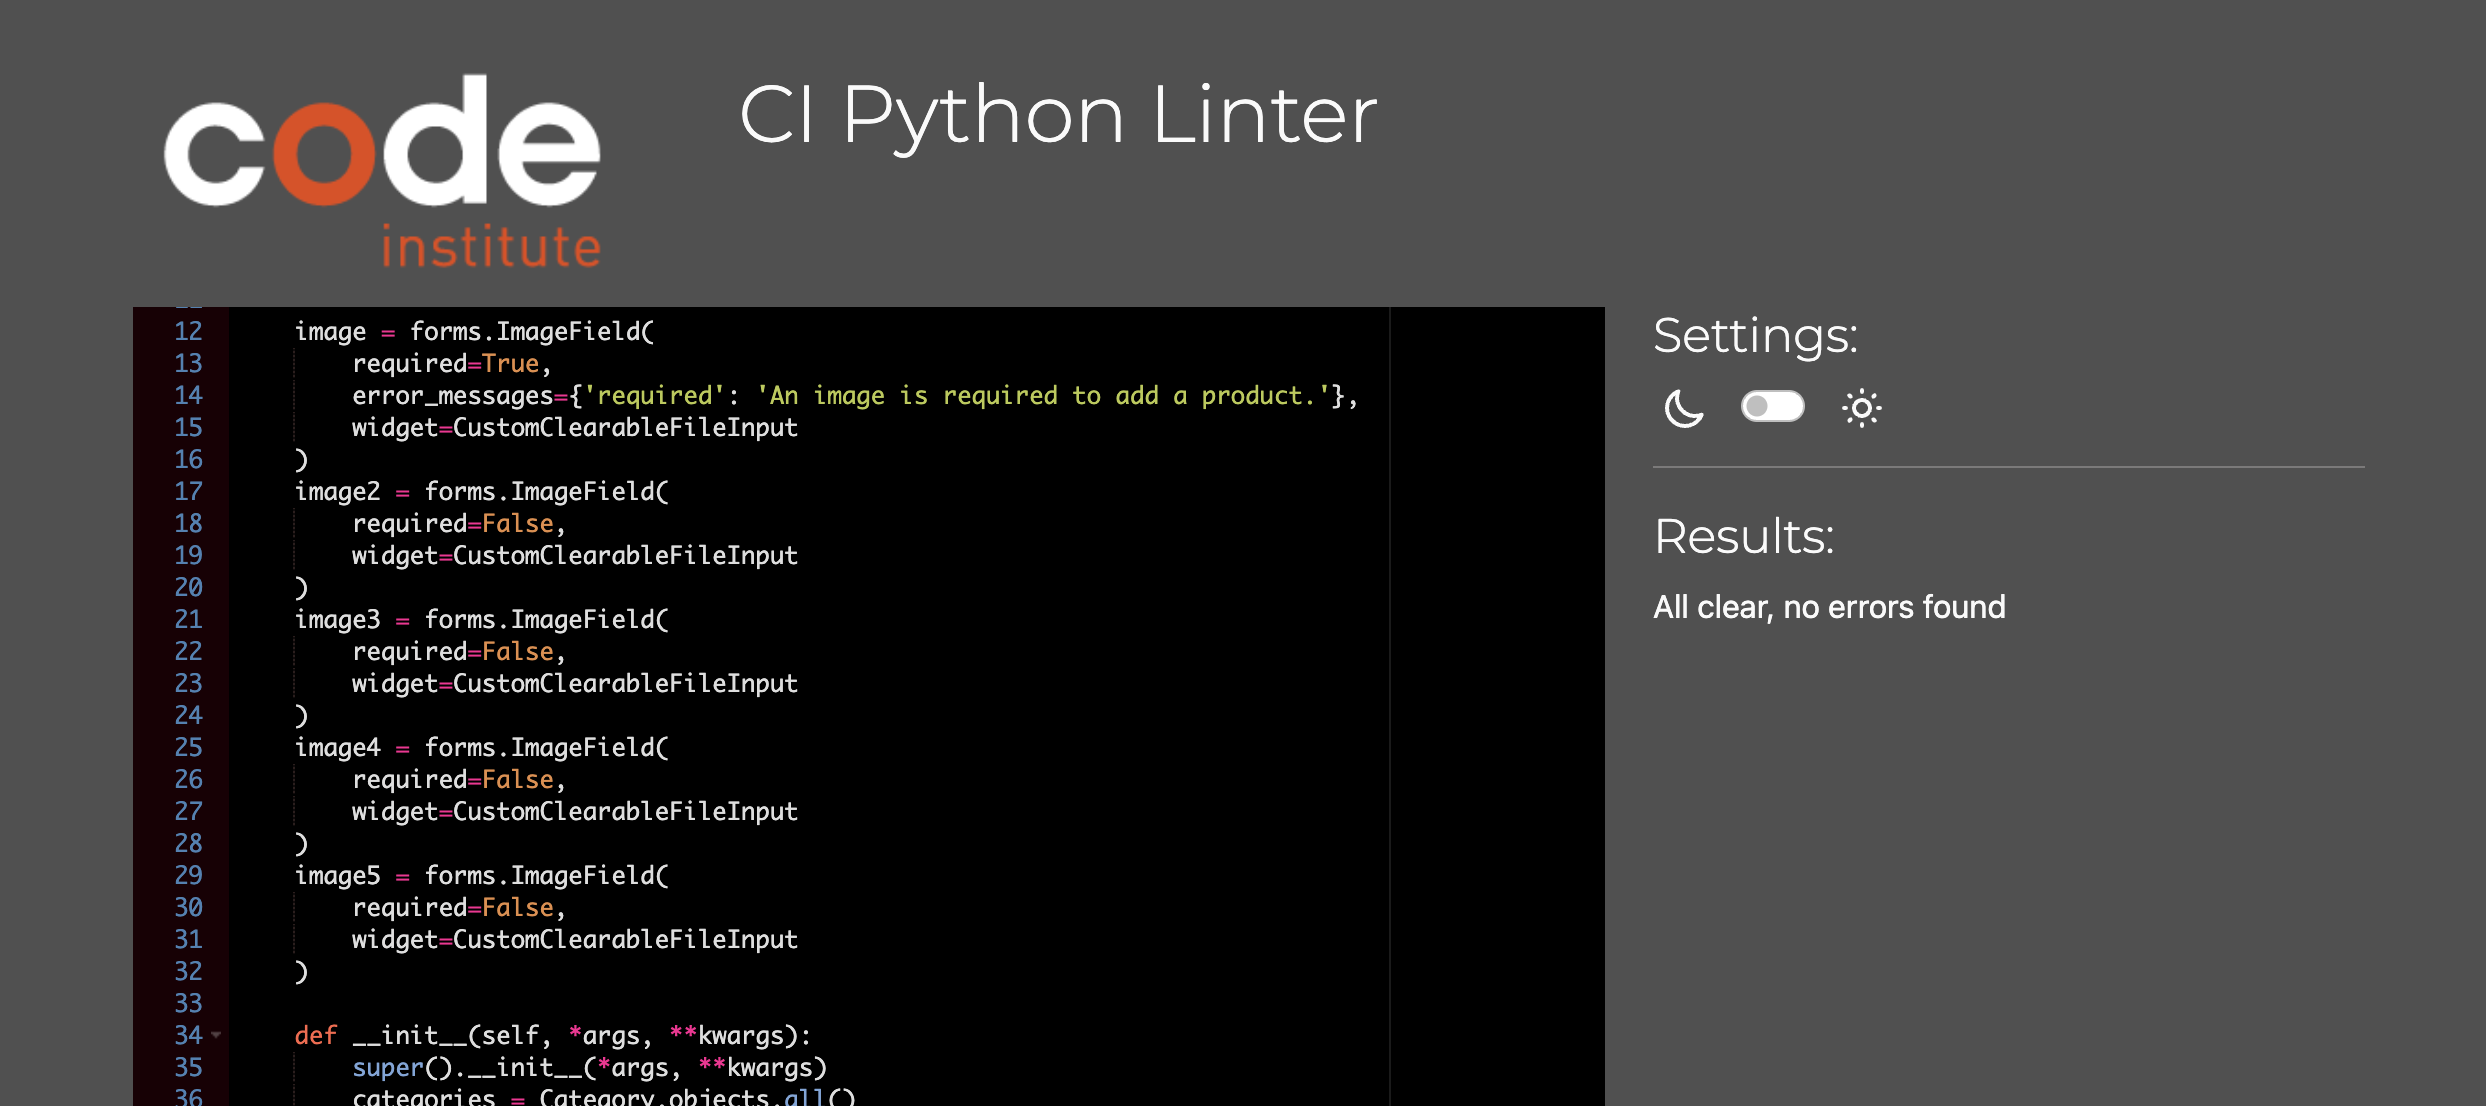 code
institute
CI Python Linter
12 image = forms.ImageField(
13 required=True,
14 error_messages={'required': 'An image is required to add a product.'},
15 widget=CustomClearableFileInput
16 )
17 image2 = forms.ImageField(
18 required=False,
19 widget=CustomClearableFileInput
20 )
21 image3 = forms.ImageField(
22 required=False,
23 widget=CustomClearableFileInput
24 )
25 image4 = forms.ImageField(
26 required=False,
27 widget=CustomClearableFileInput
28 )
29 image5 = forms.ImageField(
30 required=False,
31 widget=CustomClearableFileInput
32 )
33
34 def __init__(self, *args, **kwargs):
35 super().__init__(*args, **kwargs)
36 categories = Category.objects.all()
Settings:
Results:
All clear, no errors found